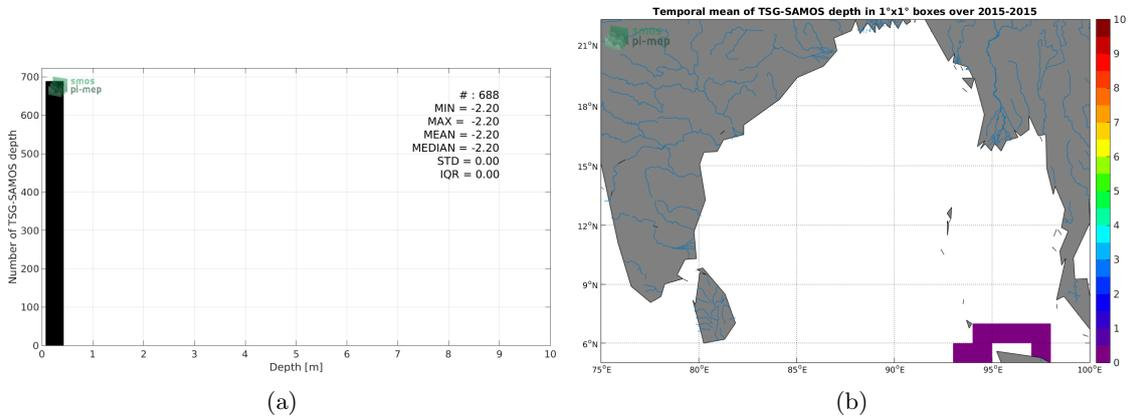 Temporal mean of TSG-SAMOS depth in 1°x1° boxes over 2015-2015
smos
pi-mep
# : 688
MIN = -2.20
MAX = -2.20
MEAN = -2.20
MEDIAN = -2.20
STD = 0.00
IQR = 0.00
Number of TSG-SAMOS depth
700
600
500
400
300
200
100
0
0 1 2 3 4 5 6 7 8 9 10
Depth [m]
(a)
smos
pi-mep
21°N
18°N
15°N
12°N
9°N
6°N
75°E 80°E 85°E 90°E 95°E 100°E
10
9
8
7
6
5
4
3
2
1
0
(b)